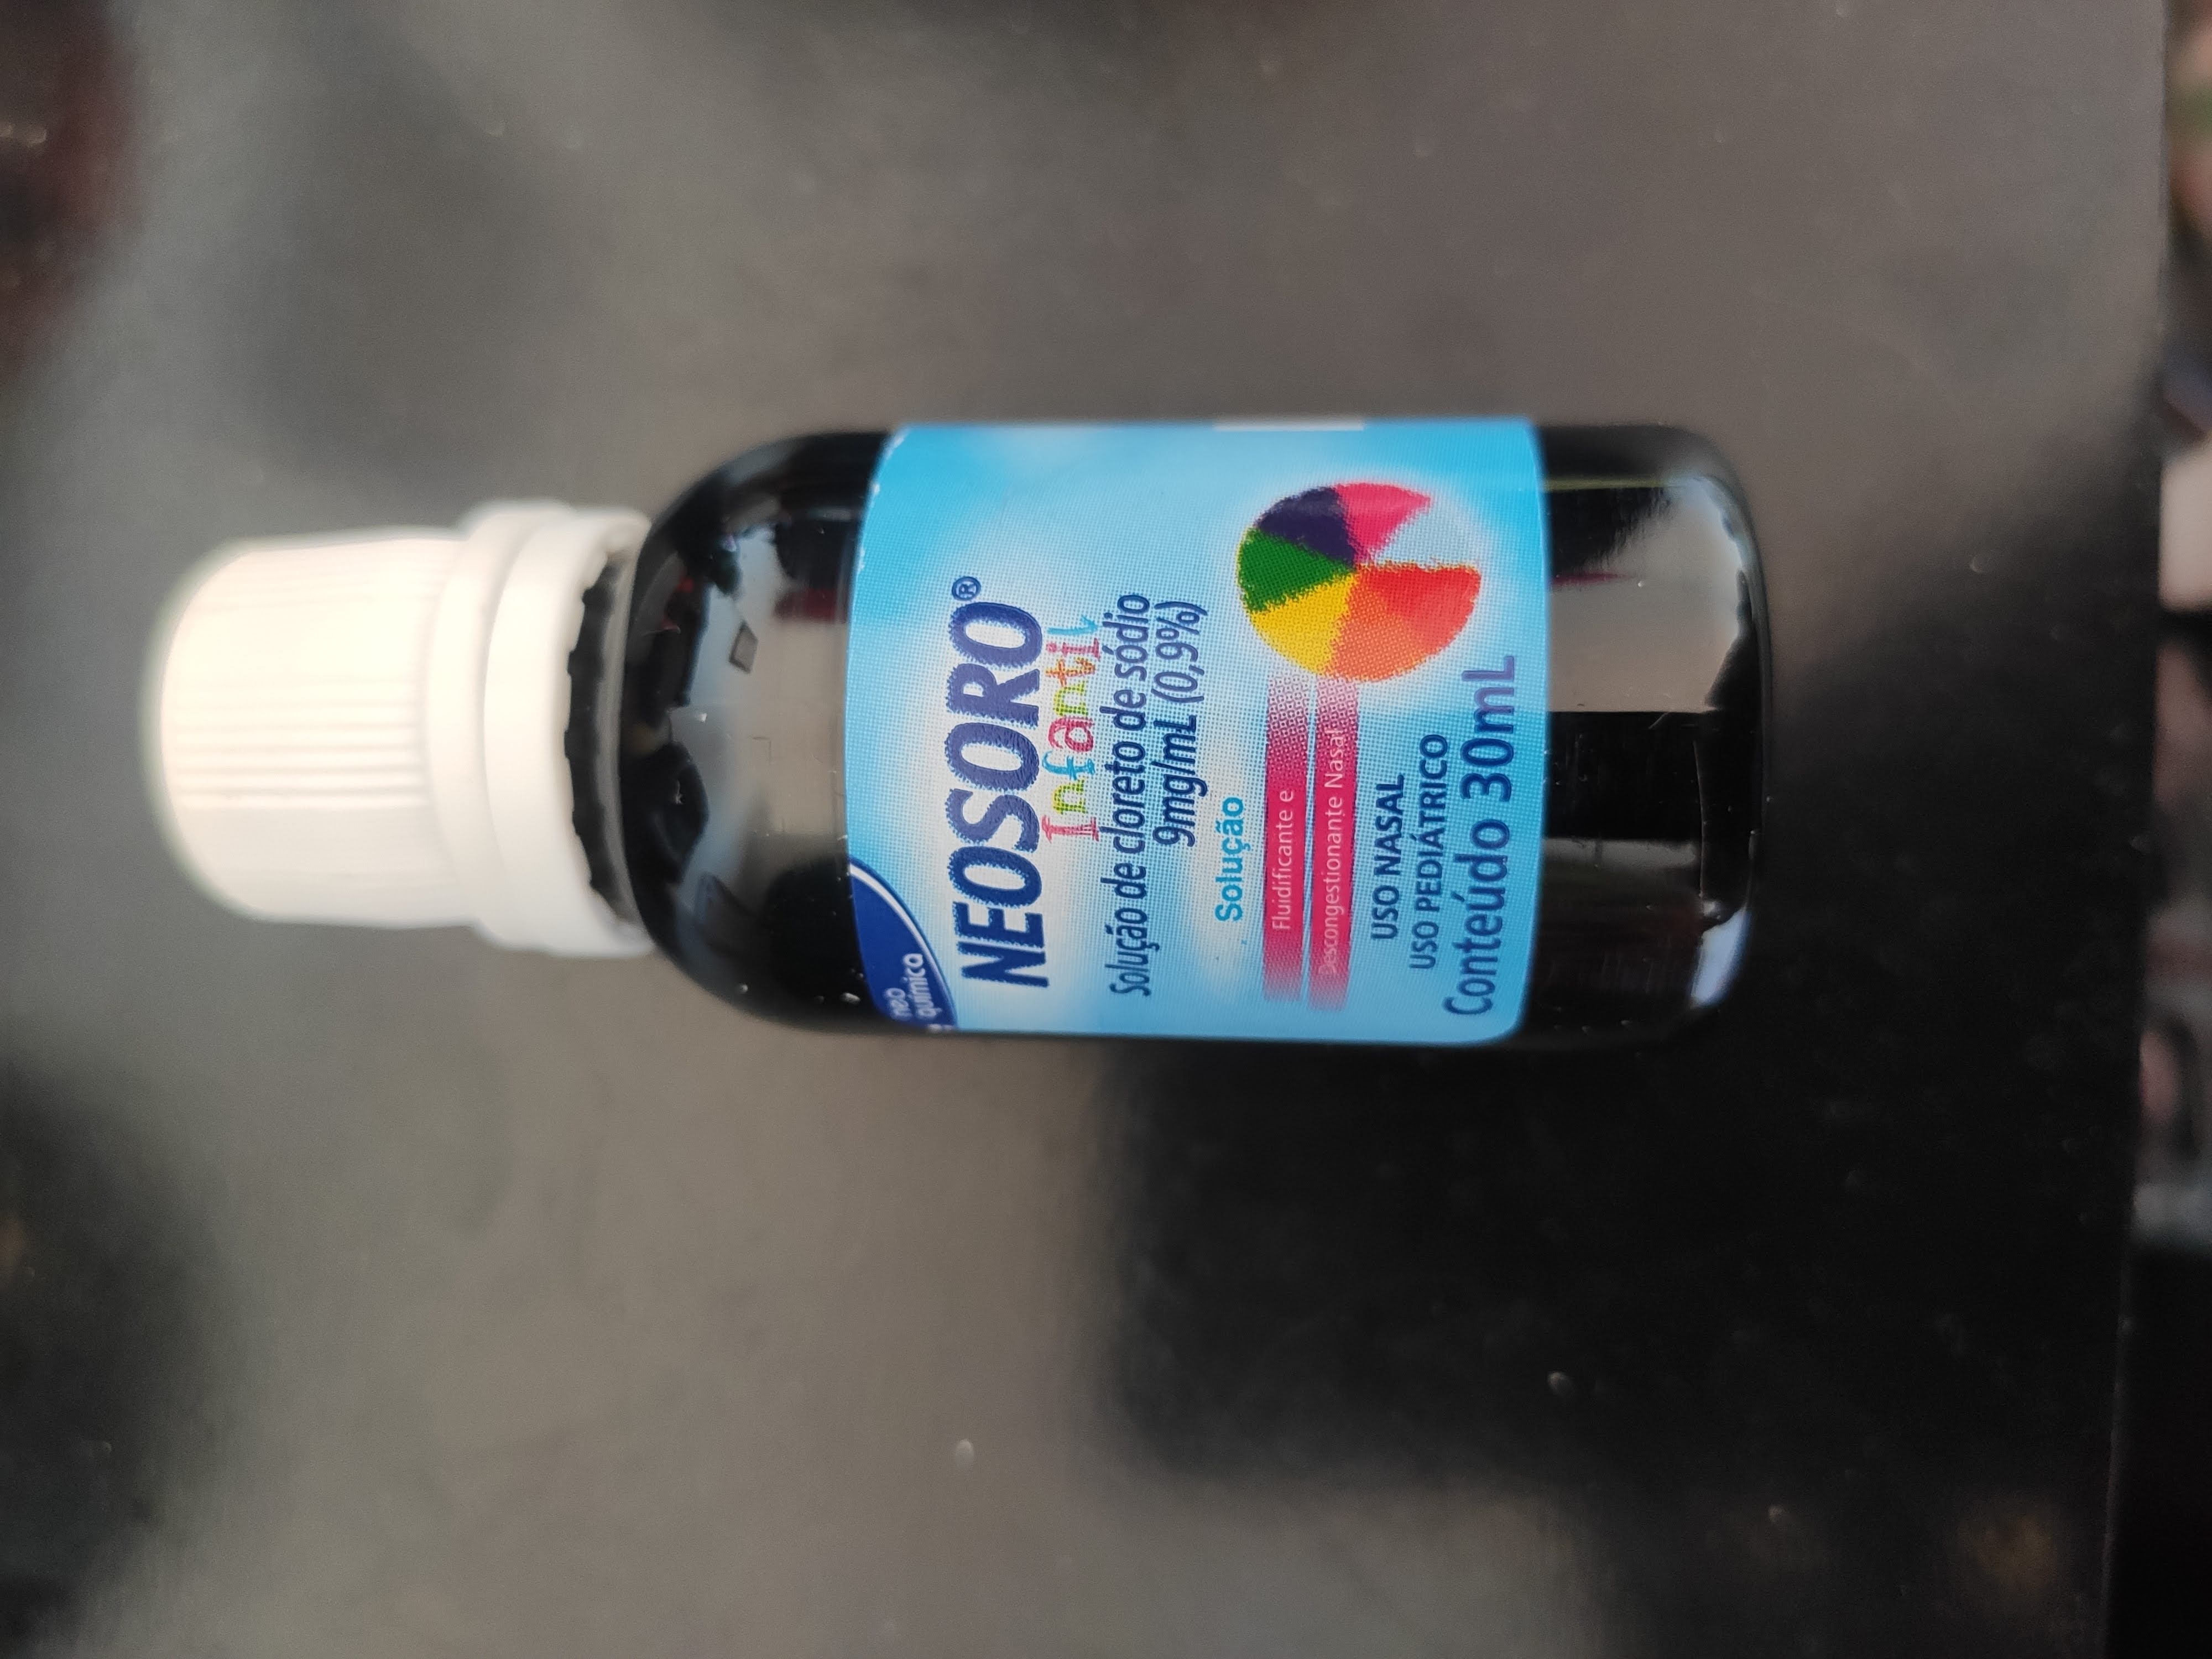 neo
química
NEOSORO®
Infantil
Solução de cloreto de sódio
9mg/mL (0,9%)
Solução
Fluidificante e
Descongestionante Nasal
USO NASAL
USO PEDIÁTRICO
Conteúdo 30mL